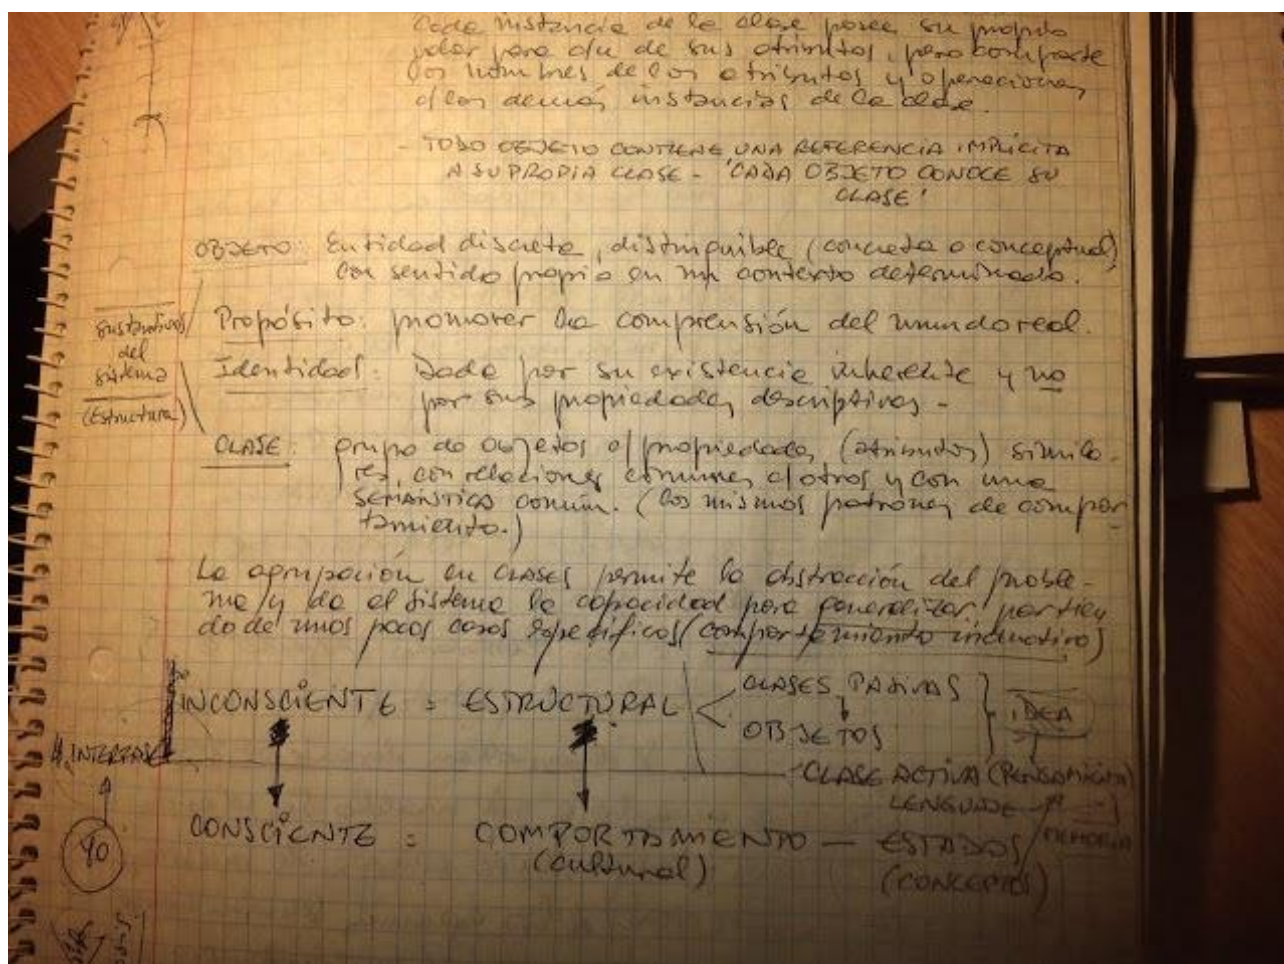 Cada instancia de la clase posee su propio
valor para c/u de sus atributos, pero comparte
los nombres de los atributos y operaciones
c/las demás instancias de la clase.
- TODO OBJETO CONTIENE UNA REFERENCIA IMPLÍCITA
A SU PROPIA CLASE - 'CADA OBJETO CONOCE SU
CLASE'
OBJETO: Entidad discreta, distinguible (concreta o conceptual)
con sentido propio en un contexto determinado.
Sustantivos
del
sistema
(Estructura)
Propósito: promover la comprensión del mundo real.
Identidad: Dada por su existencia inherente y no
por sus propiedades descriptivas -
CLASE: grupo de objetos c/propiedades (atributos) simila-
res, con relaciones comunes c/otros y con una
SEMÁNTICA común. (los mismos patrones de compor
tamiento.)
La agrupación en CLASES permite la abstracción del proble-
ma y da al sistema la capacidad para generalizar partien
do de unos pocos casos específicos (comportamiento inductivo)
INCONSCIENTE = ESTRUCTURAL
CLASES PASIVAS
OBJETOS
IDEA
INTERFASE
CLASE ACTIVA (PENSAMIENTO)
LENGUAJE
CONSCIENTE = COMPORTAMIENTO — ESTADOS
MEMORIA
(cultural)
(CONCEPTOS)
90